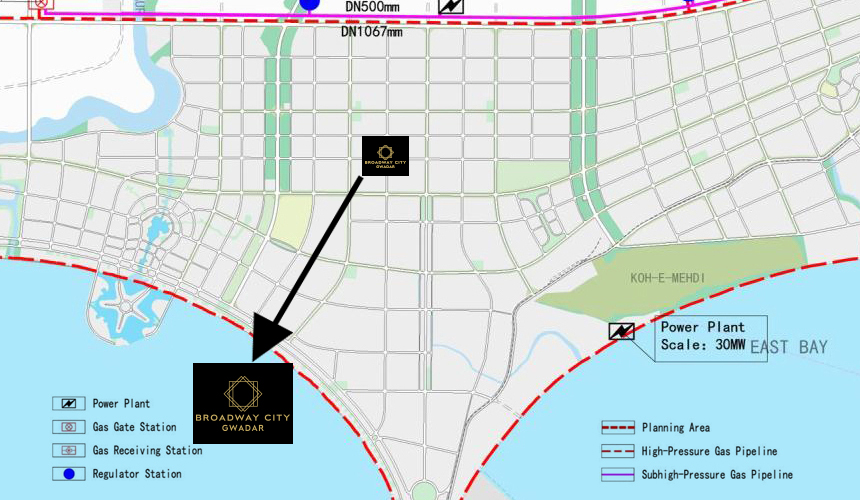 DN500mm
DN1067mm
BROADWAY CITY
GWADAR
KOH-E-MEHDI
Power Plant
Scale: 30MW
EAST BAY
BROADWAY CITY
GWADAR
Power Plant
Gas Gate Station
Gas Receiving Station
Regulator Station
Planning Area
High-Pressure Gas Pipeline
Subhigh-Pressure Gas Pipeline